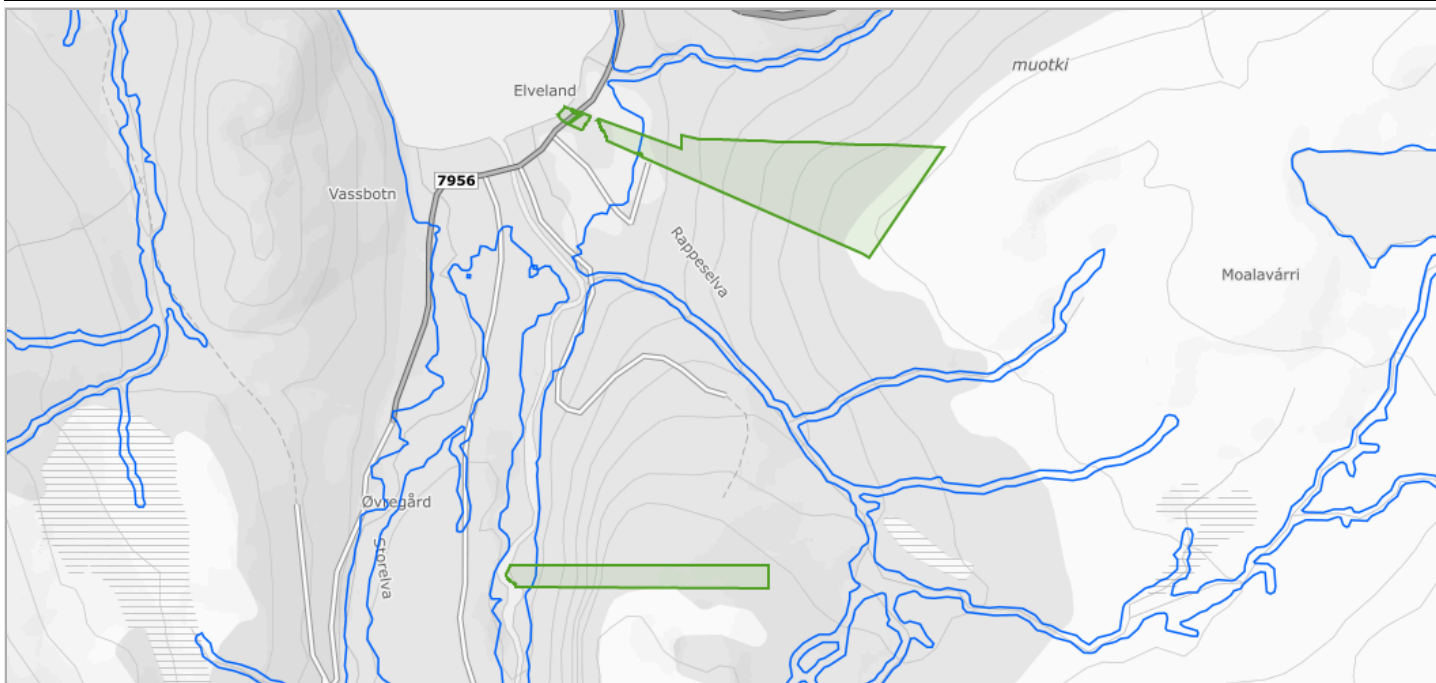 muotki
Elveland
7956
Vassbotn
Rappeselva
Moalavárri
Øvregård
Storelva